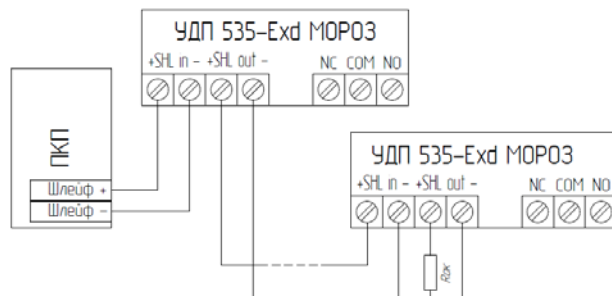 УДП 535-Exd МОРОЗ
+SHL in - +SHL out -
NC COM NO
ПКП
Шлейф +
Шлейф -
УДП 535-Exd МОРОЗ
+SHL in - +SHL out -
NC COM NO
Rок